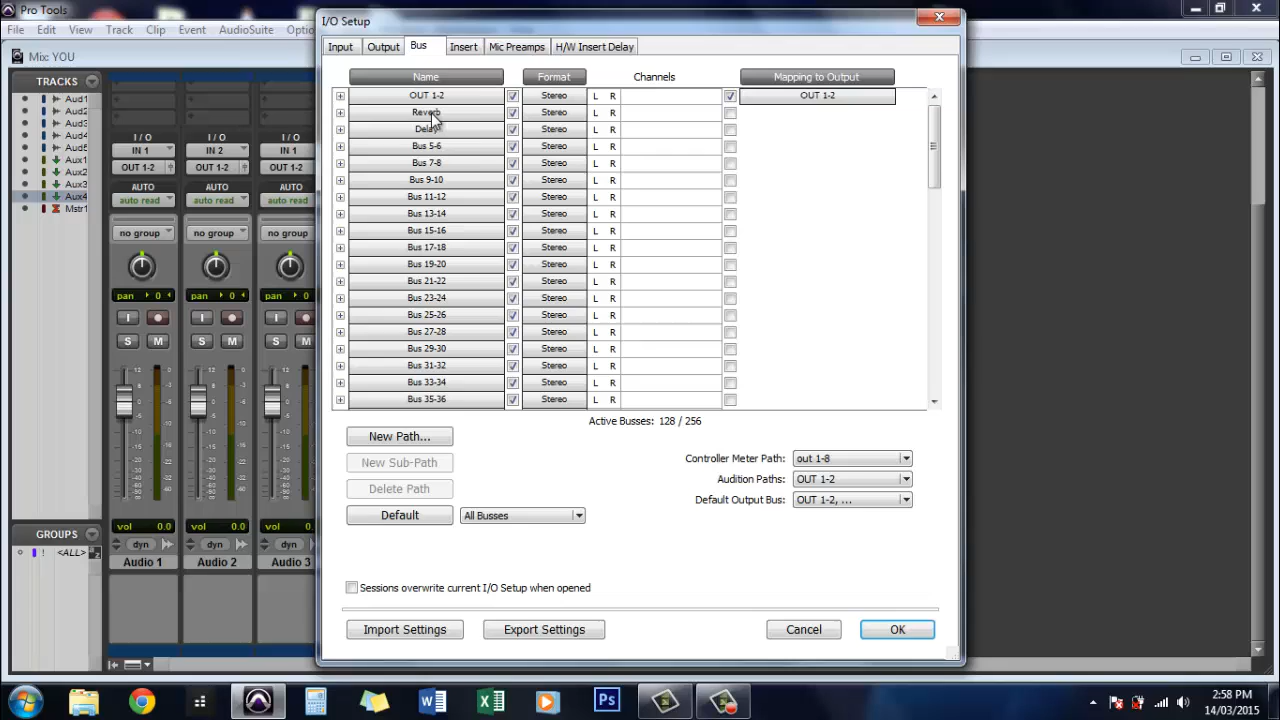 Pro Tools
File Edit View Track Clip Event AudioSuite
I/O Setup
Mix: YOU
Input Output Bus Insert Mic Preamps H/W Insert Delay
TRACKS
Name Format Channels Mapping to Output
Aud1
Aud2
Aud3
Aud4
Aud5
Aux1
Aux2
Aux3
Aux4
Mstr1
I / O I / O I / O
IN 1 IN 2 IN 1
OUT 1-2 OUT 1-2 OUT 1-2
AUTO AUTO AUTO
auto read auto read auto read
no group no group no group
pan 0 pan 0 pan 0
I I I
S M S M S M
OUT 1-2 Stereo L R OUT 1-2
Reverb Stereo L R
Delay Stereo L R
Bus 5-6 Stereo L R
Bus 7-8 Stereo L R
Bus 9-10 Stereo L R
Bus 11-12 Stereo L R
Bus 13-14 Stereo L R
Bus 15-16 Stereo L R
Bus 17-18 Stereo L R
Bus 19-20 Stereo L R
Bus 21-22 Stereo L R
Bus 23-24 Stereo L R
Bus 25-26 Stereo L R
Bus 27-28 Stereo L R
Bus 29-30 Stereo L R
Bus 31-32 Stereo L R
Bus 33-34 Stereo L R
Bus 35-36 Stereo L R
Active Busses: 128 / 256
New Path...
New Sub-Path
Delete Path
Default All Busses
Controller Meter Path: out 1-8
Audition Paths: OUT 1-2
Default Output Bus: OUT 1-2, ...
vol 0.0 vol 0.0 vol 0.0
dyn dyn dyn
Audio 1 Audio 2 Audio 3
GROUPS
! <ALL>
Sessions overwrite current I/O Setup when opened
Import Settings Export Settings Cancel OK
Ps
2:58 PM
14/03/2015